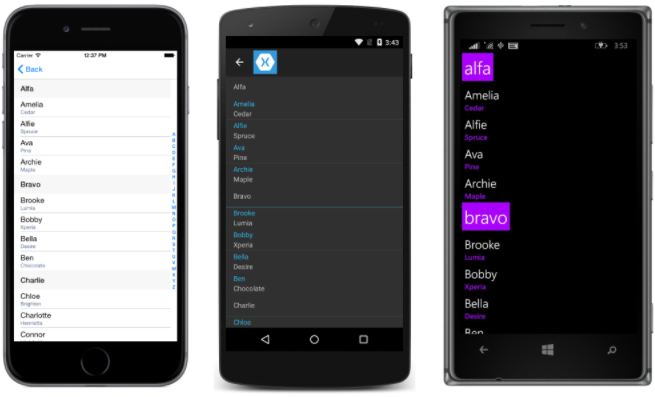 Carrier 12:37 PM
Back
Alfa
Amelia
Cedar
Alfie
Spruce
Ava
Pine
Archie
Maple
Bravo
Brooke
Lumia
Bobby
Xperia
Bella
Desire
Ben
Chocolate
Charlie
Chloe
Brighton
Charlotte
Henrietta
Connor
A
B
C
D
E
F
G
H
I
J
K
L
M
N
O
P
Q
R
S
T
U
V
W
X
Y
Z
3:43
Alfa
Amelia
Cedar
Alfie
Spruce
Ava
Pine
Archie
Maple
Bravo
Brooke
Lumia
Bobby
Xperia
Bella
Desire
Ben
Chocolate
Charlie
Chloe
3:53
alfa
Amelia
Cedar
Alfie
Spruce
Ava
Pine
Archie
Maple
bravo
Brooke
Lumia
Bobby
Xperia
Bella
Desire
Ben